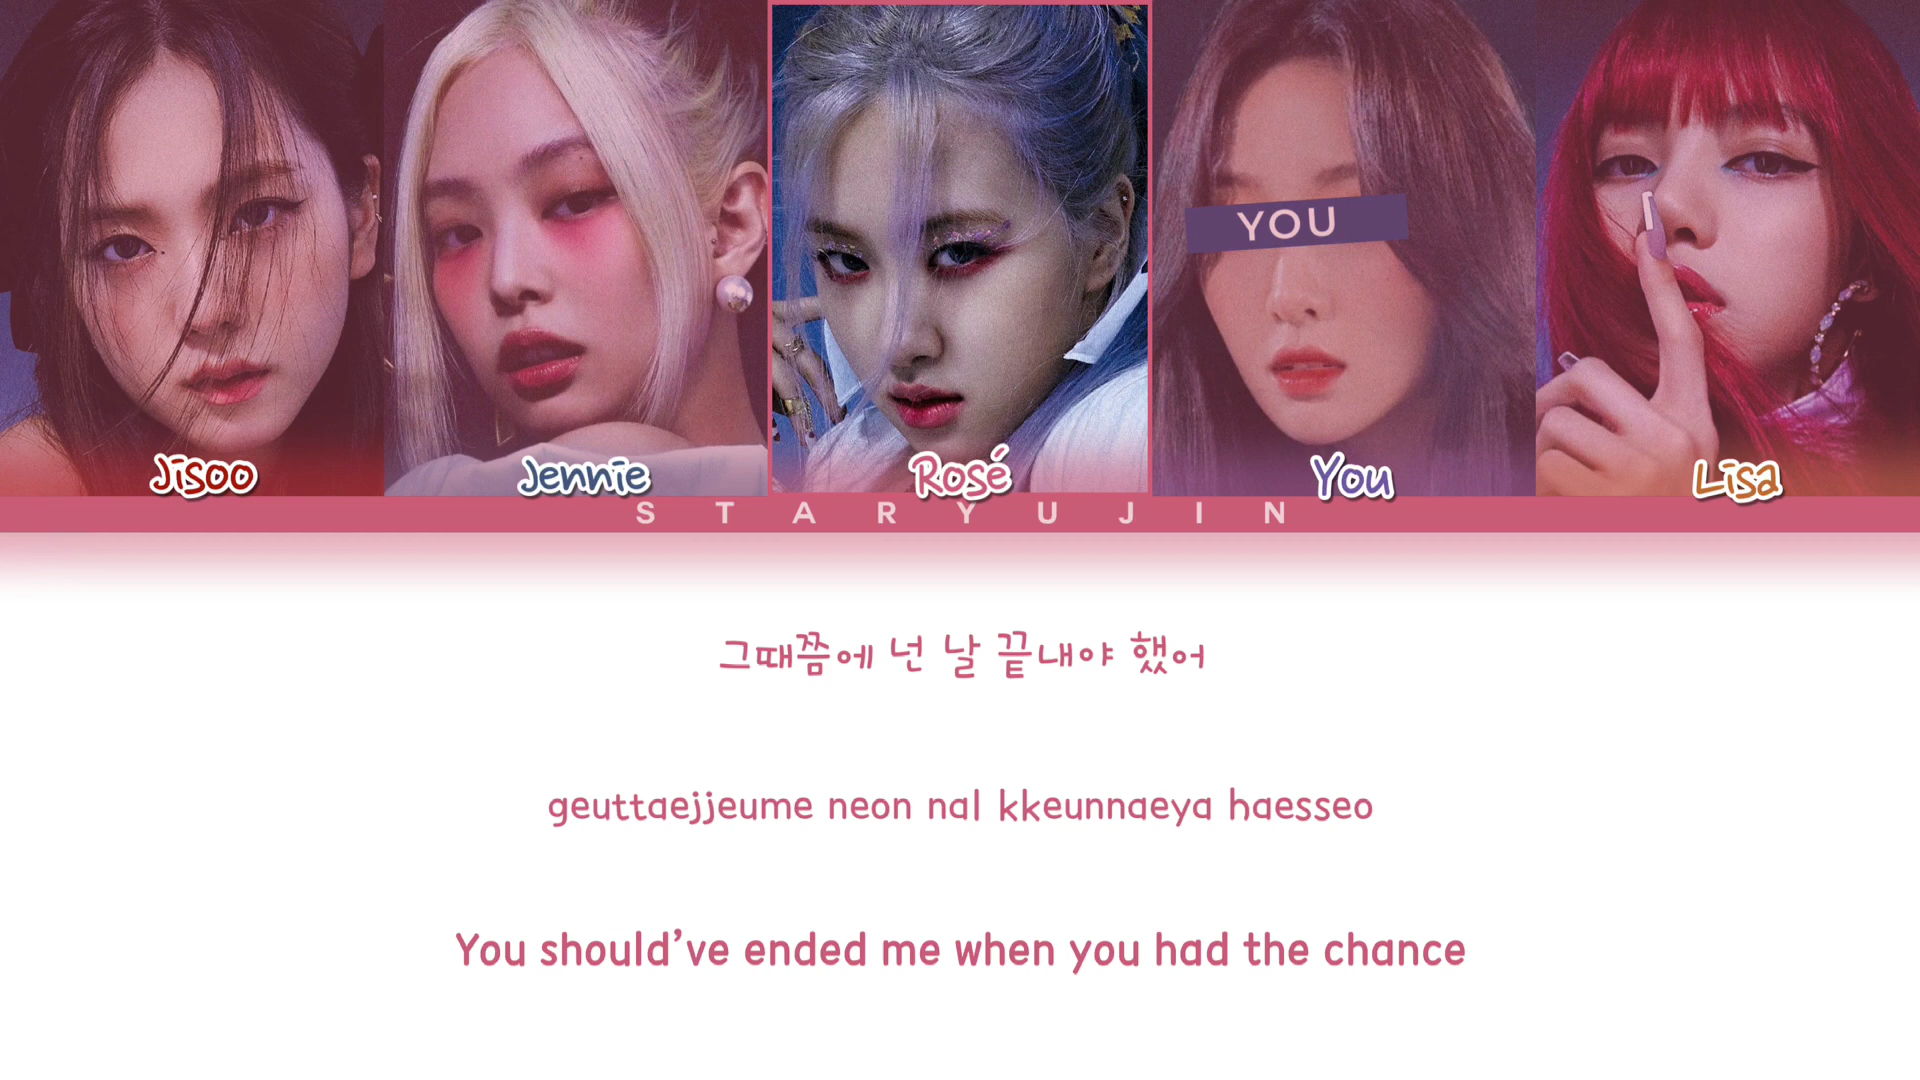 YOU
Jisoo Jennie Rosé You Lisa
STARYUJIN
그때쯤에 넌 날 끝내야 했어
geuttaejjeume neon nal kkeunnaeya haesseo
You should’ve ended me when you had the chance